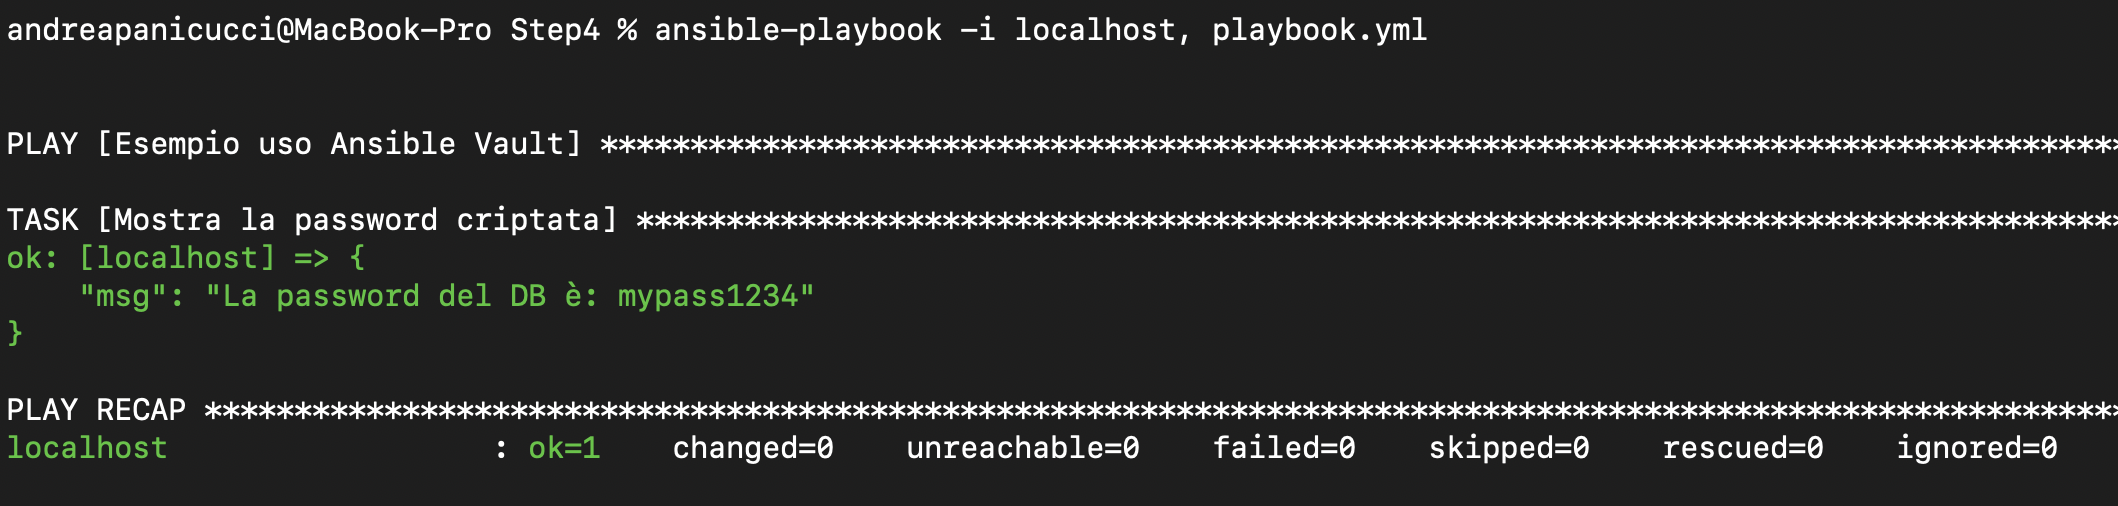 andreapanicucci@MacBook-Pro Step4 % ansible-playbook -i localhost, playbook.yml
PLAY [Esempio uso Ansible Vault] ************************************************************************************
TASK [Mostra la password criptata] **********************************************************************************
ok: [localhost] => {
    "msg": "La password del DB è: mypass1234"
}
PLAY RECAP **********************************************************************************************************
localhost                  : ok=1    changed=0    unreachable=0    failed=0    skipped=0    rescued=0    ignored=0